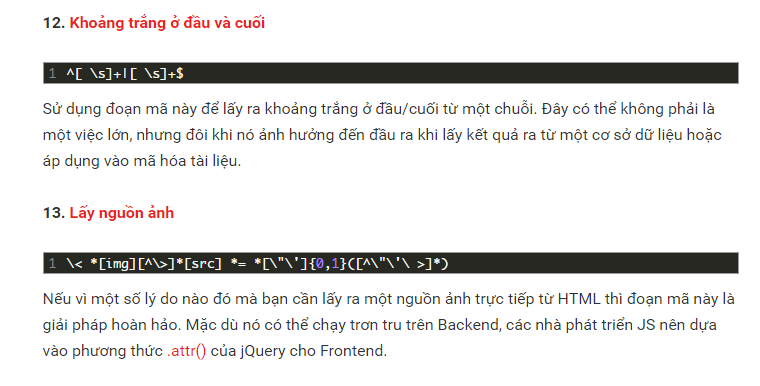 12. Khoảng trắng ở đầu và cuối
1 ^[ \s]+|[ \s]+$
Sử dụng đoạn mã này để lấy ra khoảng trắng ở đầu/cuối từ một chuỗi. Đây có thể không phải là
một việc lớn, nhưng đôi khi nó ảnh hưởng đến đầu ra khi lấy kết quả ra từ một cơ sở dữ liệu hoặc
áp dụng vào mã hóa tài liệu.
13. Lấy nguồn ảnh
1 \< *[img][^\>]*[src] *= *[\"\']{0,1}([^\"\'\ >]*)
Nếu vì một số lý do nào đó mà bạn cần lấy ra một nguồn ảnh trực tiếp từ HTML thì đoạn mã này là
giải pháp hoàn hảo. Mặc dù nó có thể chạy trơn tru trên Backend, các nhà phát triển JS nên dựa
vào phương thức .attr() của jQuery cho Frontend.